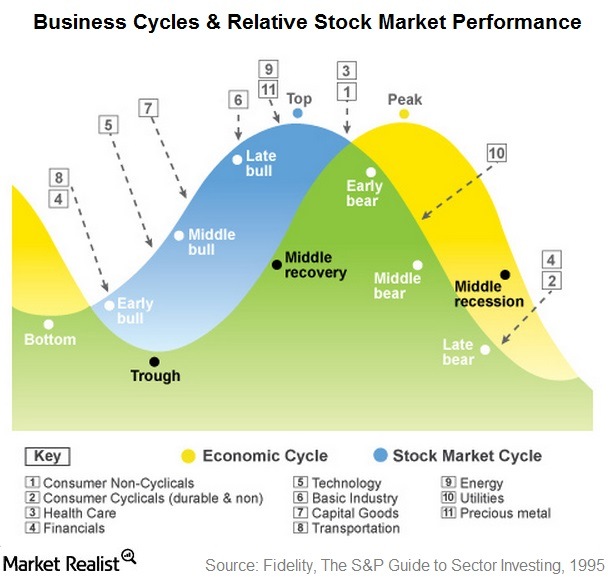 Business Cycles & Relative Stock Market Performance
9
11
3
1
Top
Peak
6
7
5
10
Late
bull
Early
bear
8
4
Middle
bull
Middle
recovery
Middle
bear
Middle
recession
4
2
Early
bull
Bottom
Trough
Late
bear
Key
Economic Cycle
Stock Market Cycle
1 Consumer Non-Cyclicals
2 Consumer Cyclicals (durable & non)
3 Health Care
4 Financials
5 Technology
6 Basic Industry
7 Capital Goods
8 Transportation
9 Energy
10 Utilities
11 Precious metal
Market Realist
Source: Fidelity, The S&P Guide to Sector Investing, 1995